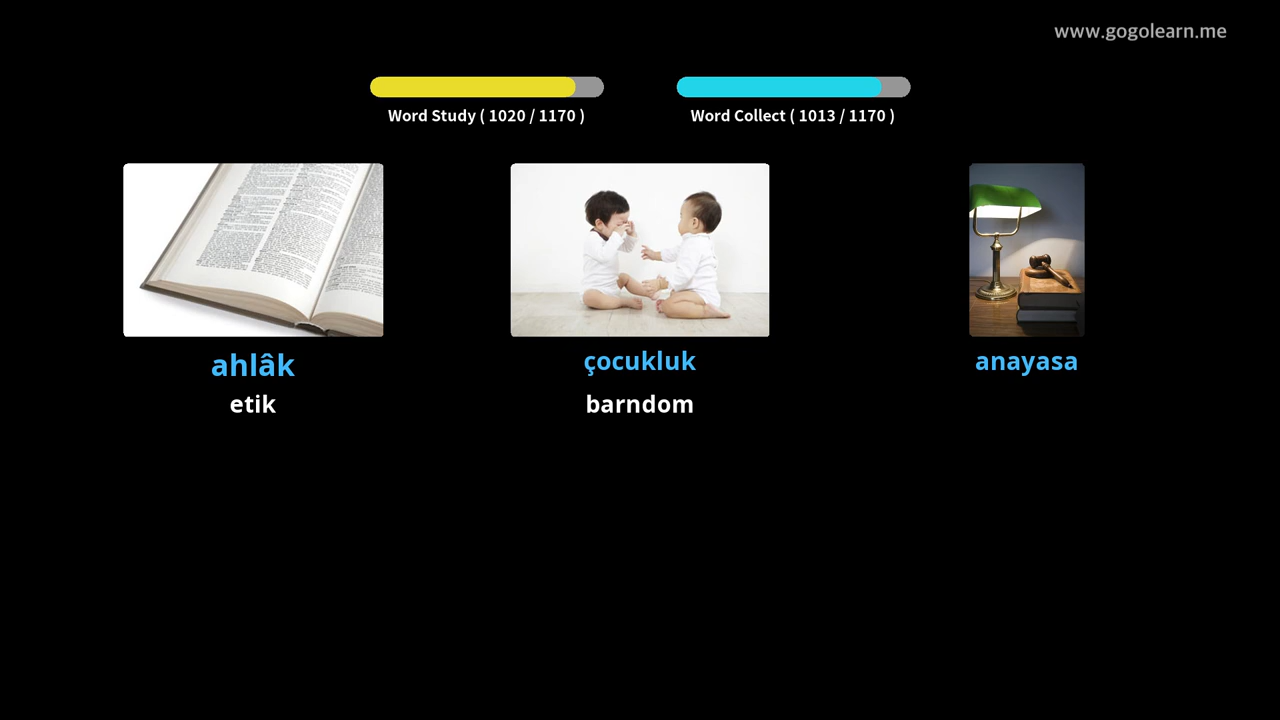 www.gogolearn.me
Word Study ( 1020 / 1170 )
Word Collect ( 1013 / 1170 )
ahlâk
çocukluk
anayasa
etik
barndom